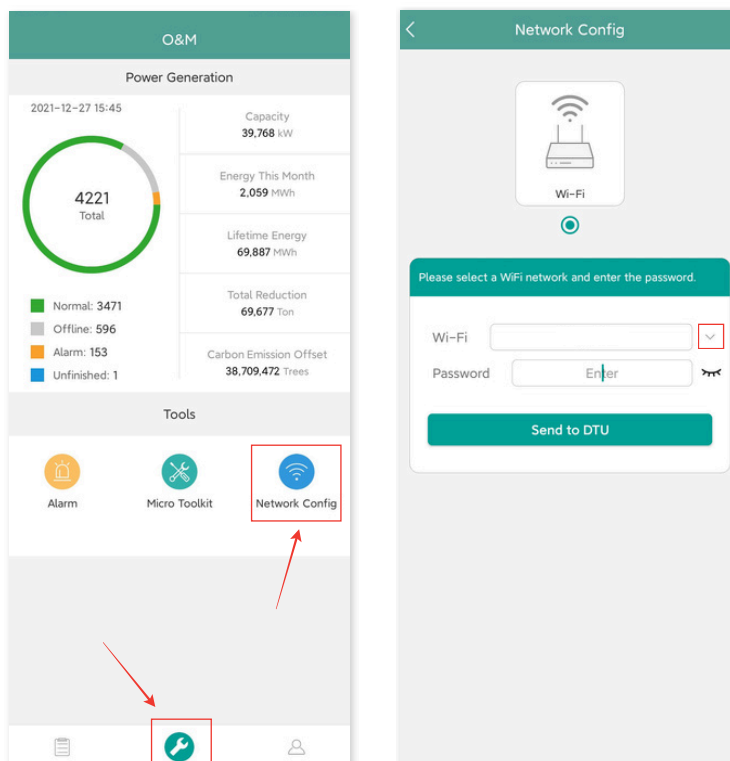 O&M
Power Generation
2021-12-27 15:45
4221
Total
Normal: 3471
Offline: 596
Alarm: 153
Unfinished: 1
Capacity
39,768 kW
Energy This Month
2,059 MWh
Lifetime Energy
69,887 MWh
Total Reduction
69,677 Ton
Carbon Emission Offset
38,709,472 Trees
Tools
Alarm
Micro Toolkit
Network Config
Network Config
Wi-Fi
Please select a WiFi network and enter the password.
Wi-Fi
Password
Enter
Send to DTU